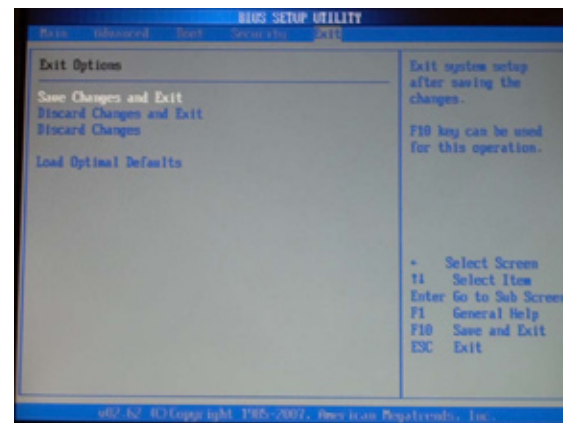 BIOS SETUP UTILITY
Main Advanced Boot Security Exit
Exit Options
Save Changes and Exit
Discard Changes and Exit
Discard Changes
Load Optimal Defaults
Exit system setup
after saving the
changes.
F10 key can be used
for this operation.
Select Screen
↑↓ Select Item
Enter Go to Sub Screen
F1 General Help
F10 Save and Exit
ESC Exit
v02.62 (C)Copyright 1985-2007, American Megatrends, Inc.